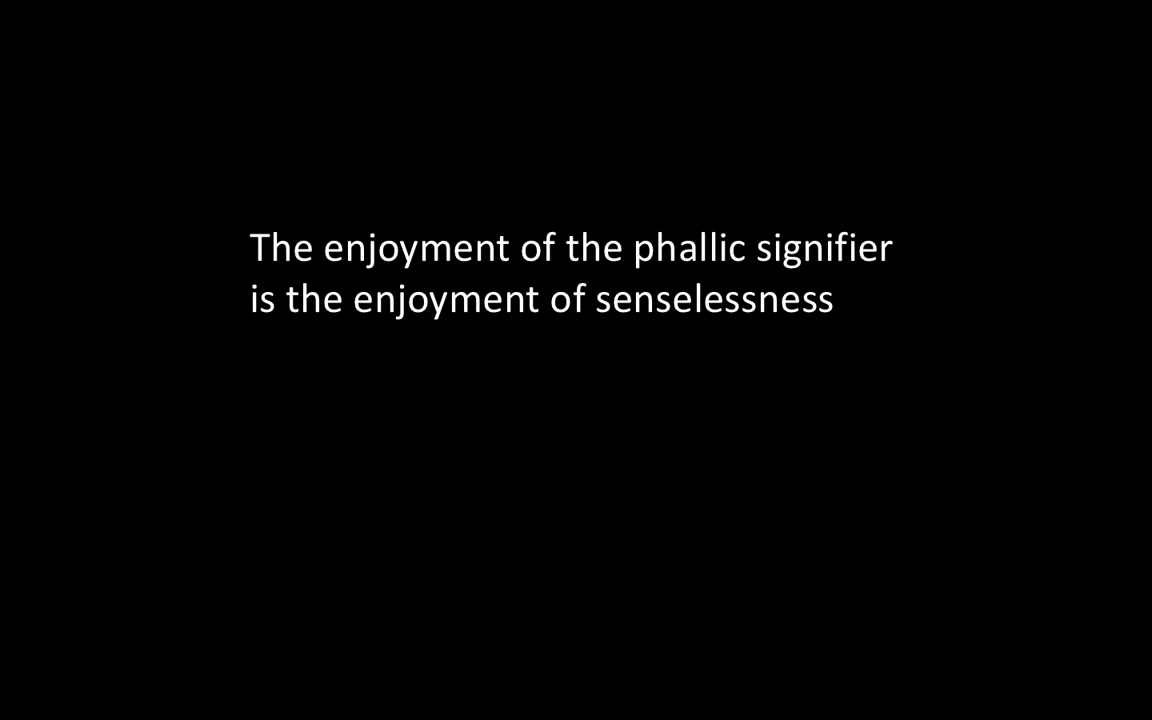 The enjoyment of the phallic signifier
is the enjoyment of senselessness